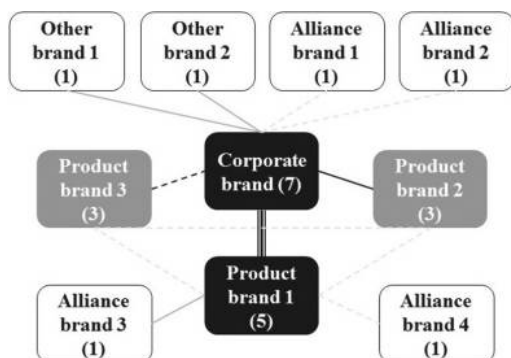 Other
brand 1
(1)
Other
brand 2
(1)
Alliance
brand 1
(1)
Alliance
brand 2
(1)
Product
brand 3
(3)
Corporate
brand (7)
Product
brand 2
(3)
Alliance
brand 3
(1)
Product
brand 1
(5)
Alliance
brand 4
(1)